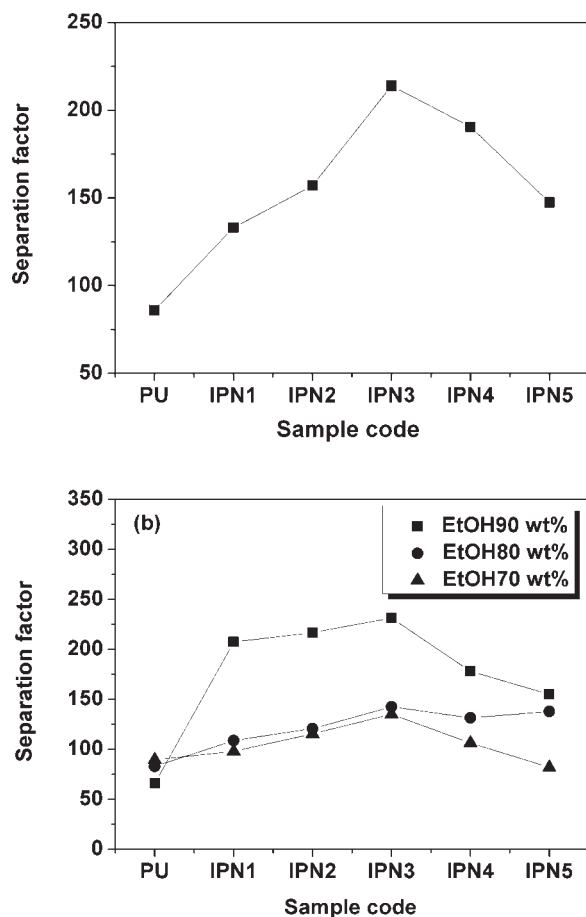 250
200
150
100
50
Separation factor
PU IPN1 IPN2 IPN3 IPN4 IPN5
Sample code
(b)
EtOH90 wt%
EtOH80 wt%
EtOH70 wt%
350
300
250
200
150
100
50
0
Separation factor
PU IPN1 IPN2 IPN3 IPN4 IPN5
Sample code